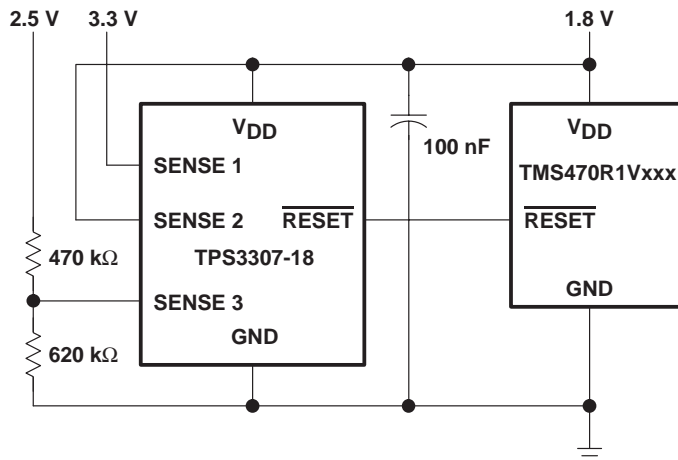 2.5 V 3.3 V 1.8 V
VDD VDD
SENSE 1 100 nF TMS470R1Vxxx
SENSE 2 RESET RESET
470 kΩ TPS3307-18
SENSE 3 GND
GND
620 kΩ